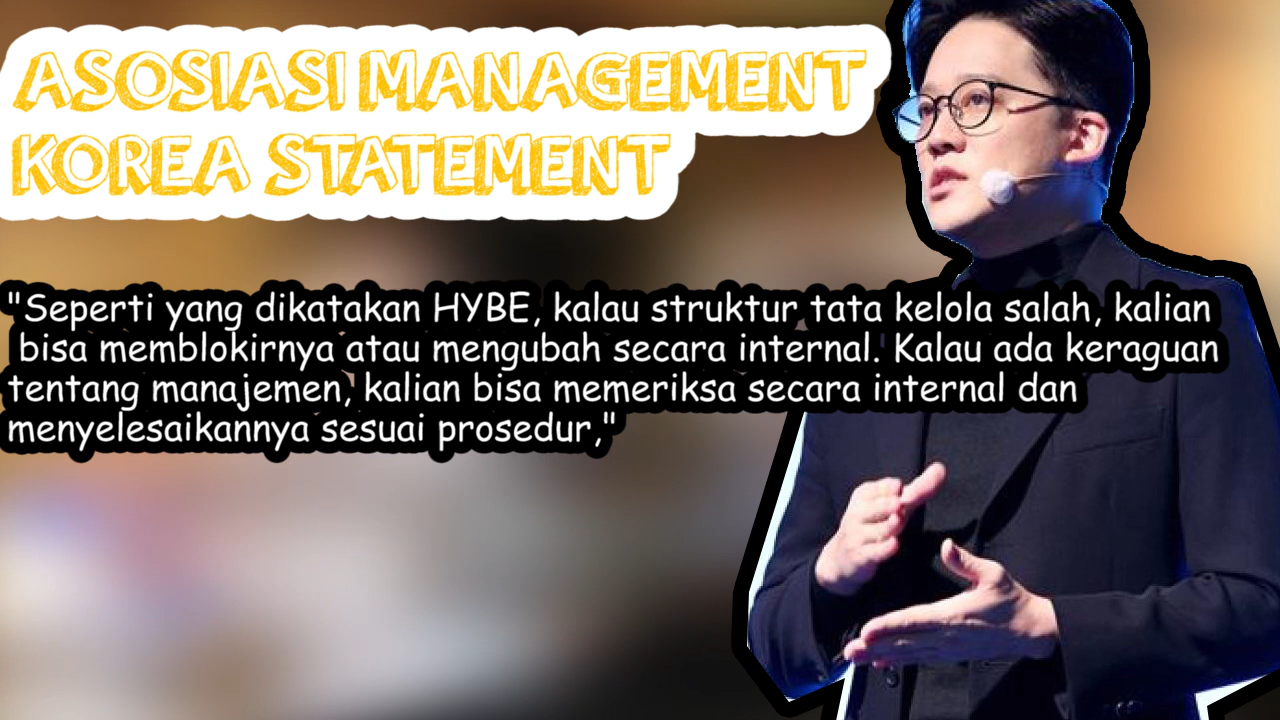 ASOSIASI MANAGEMENT
KOREA STATEMENT
"Seperti yang dikatakan HYBE, kalau struktur tata kelola salah, kalian
bisa memblokirnya atau mengubah secara internal. Kalau ada keraguan
tentang manajemen, kalian bisa memeriksa secara internal dan
menyelesaikannya sesuai prosedur,"